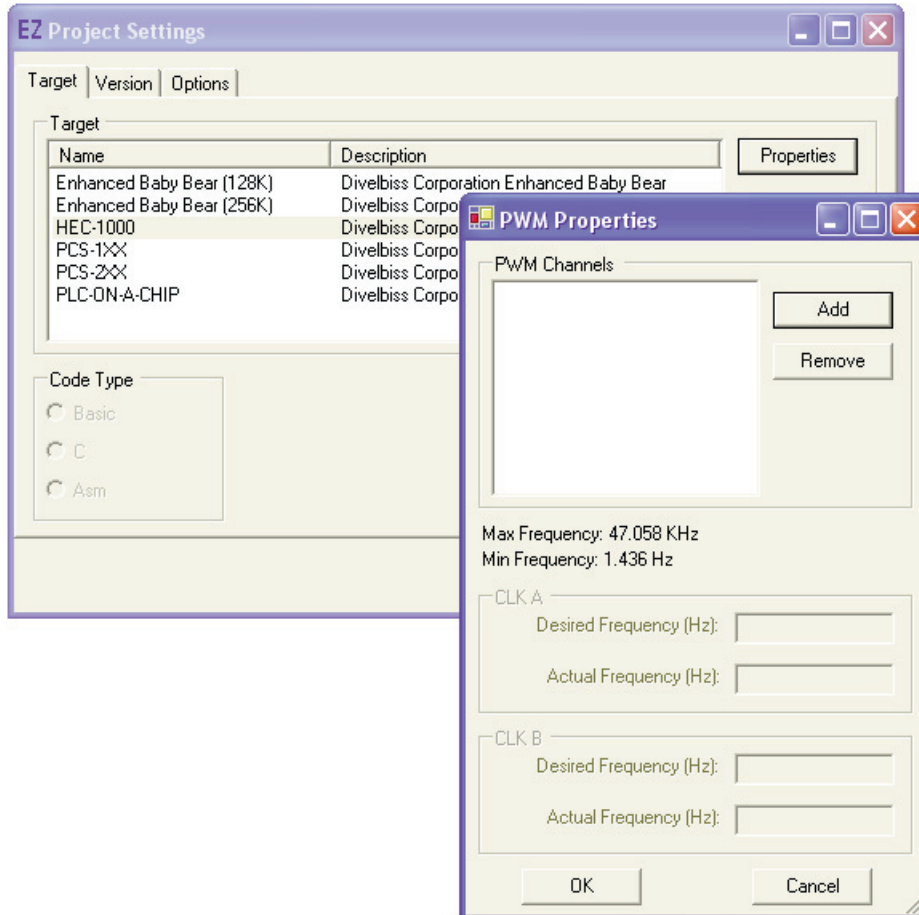 EZ Project Settings
Target Version Options
Target
Name Description
Properties
Enhanced Baby Bear (128K) Divelbiss Corporation Enhanced Baby Bear
Enhanced Baby Bear (256K) Divelbiss Corpo
HEC-1000 Divelbiss Corpo
PCS-1XX Divelbiss Corpo
PCS-2XX Divelbiss Corpo
PLC-ON-A-CHIP Divelbiss Corpo
Code Type
Basic
C
Asm
PWM Properties
PWM Channels
Add
Remove
Max Frequency: 47.058 KHz
Min Frequency: 1.436 Hz
CLK A
Desired Frequency (Hz):
Actual Frequency (Hz):
CLK B
Desired Frequency (Hz):
Actual Frequency (Hz):
OK Cancel